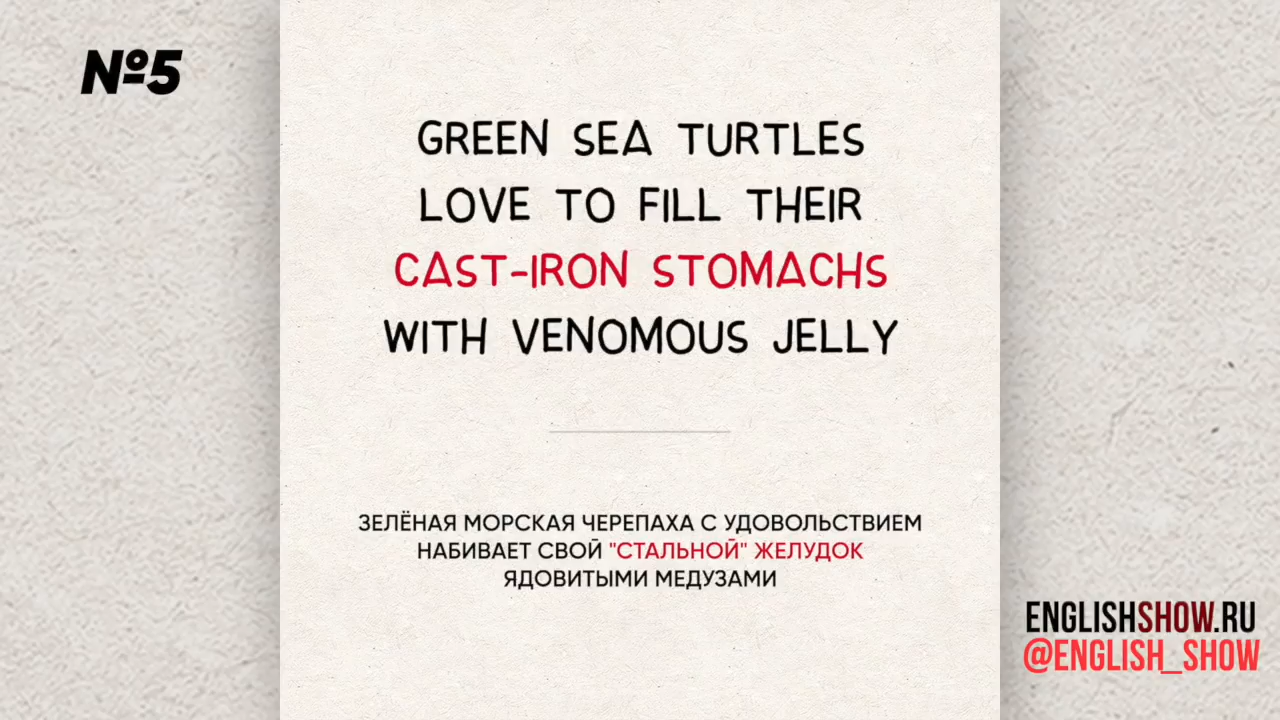 №5
GREEN SEA TURTLES
LOVE TO FILL THEIR
CAST-IRON STOMACHS
WITH VENOMOUS JELLY
ЗЕЛЁНАЯ МОРСКАЯ ЧЕРЕПАХА С УДОВОЛЬСТВИЕМ
НАБИВАЕТ СВОЙ "СТАЛЬНОЙ" ЖЕЛУДОК
ЯДОВИТЫМИ МЕДУЗАМИ
ENGLISHSHOW.RU
@ENGLISH_SHOW